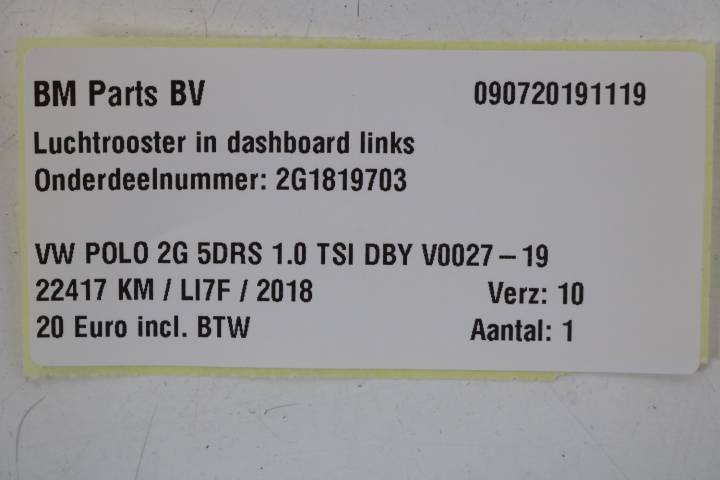 BM Parts BV 090720191119
Luchtrooster in dashboard links
Onderdeelnummer: 2G1819703
VW POLO 2G 5DRS 1.0 TSI DBY V0027 – 19
22417 KM / LI7F / 2018 Verz: 10
20 Euro incl. BTW Aantal: 1